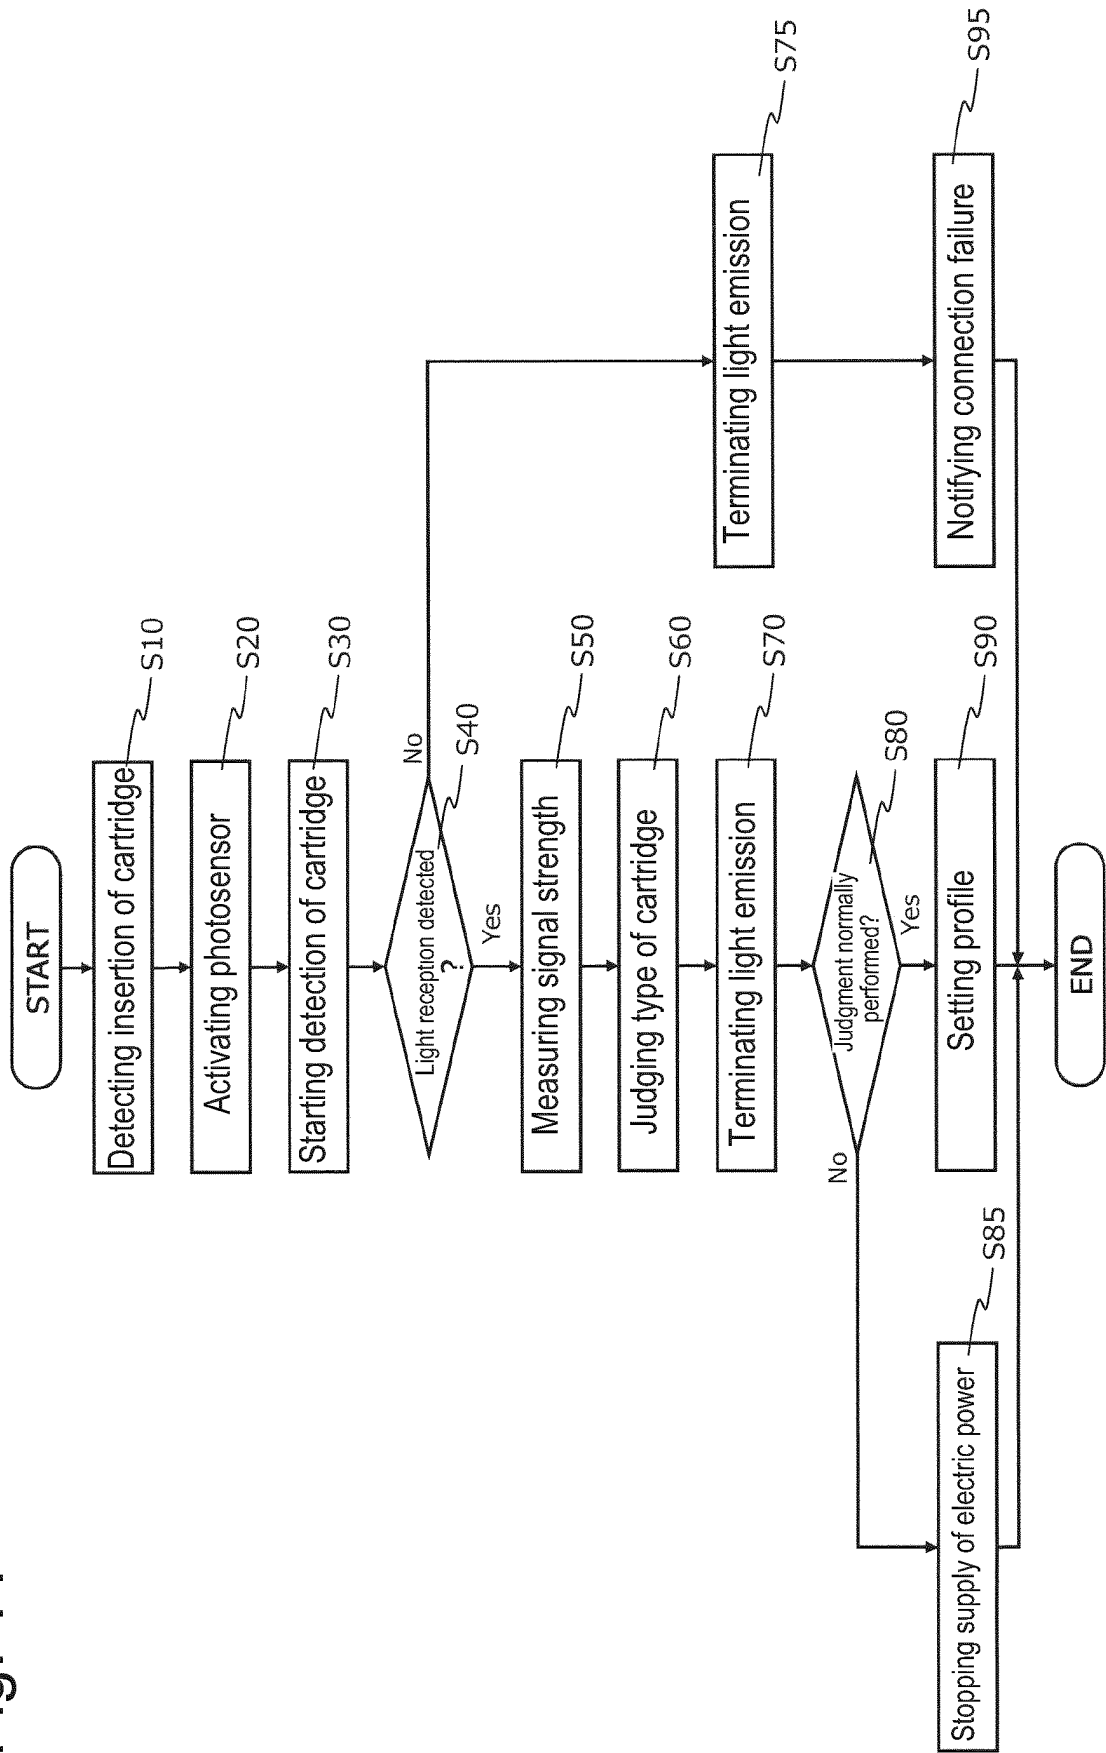 START
Detecting insertion of cartridge
S10
Activating photosensor
S20
Starting detection of cartridge
S30
Light reception detected
?
S40
No
Yes
Measuring signal strength
S50
Judging type of cartridge
S60
Terminating light emission
S70
Terminating light emission
S75
Judgment normally
performed?
S80
No
Yes
Stopping supply of electric power
S85
Setting profile
S90
Notifying connection failure
S95
END